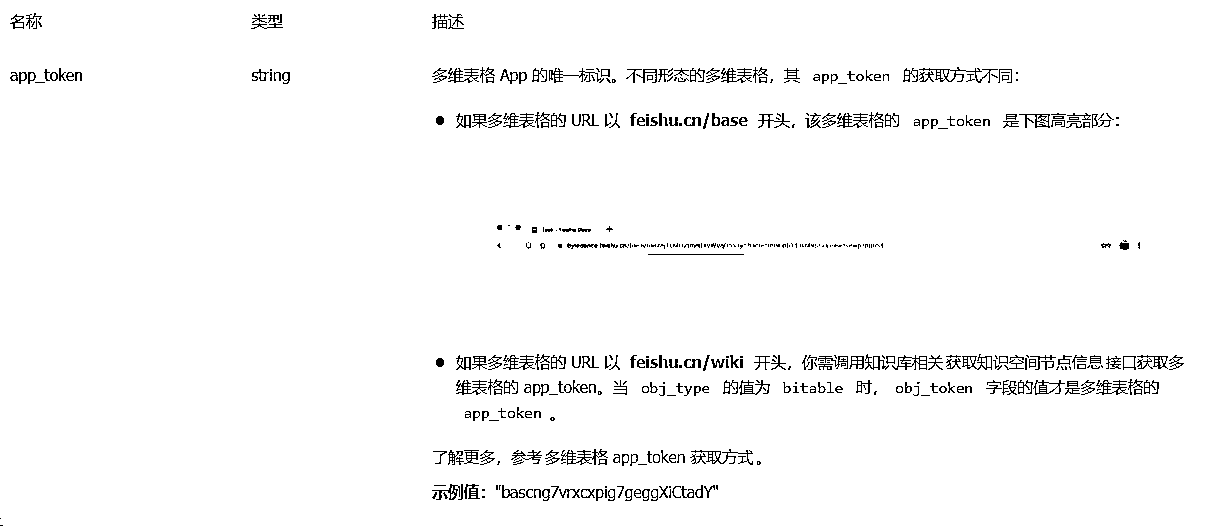 名称 类型 描述
app_token string 多维表格 App 的唯一标识。不同形态的多维表格，其 app_token 的获取方式不同：
● 如果多维表格的 URL 以 feishu.cn/base 开头，该多维表格的 app_token 是下图高亮部分：
● 如果多维表格的 URL 以 feishu.cn/wiki 开头，你需调用知识库相关获取知识空间节点信息接口获取多
维表格的 app_token。当 obj_type 的值为 bitable 时，obj_token 字段的值才是多维表格的
app_token。
了解更多，参考多维表格 app_token 获取方式。
示例值："bascng7vrxcxpig7geggXiCtadY"